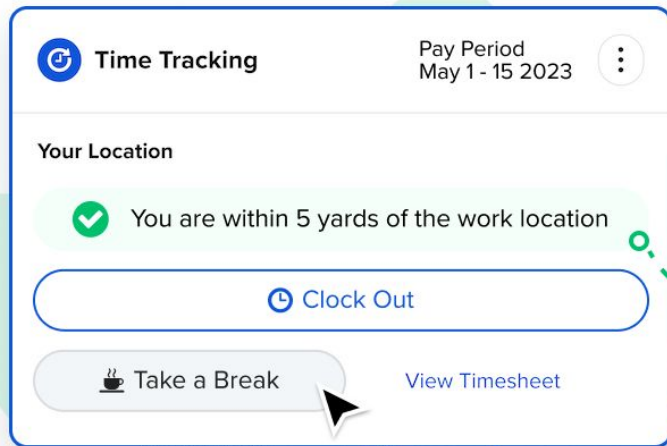 Time Tracking
Pay Period
May 1 - 15 2023
Your Location
You are within 5 yards of the work location
Clock Out
Take a Break
View Timesheet